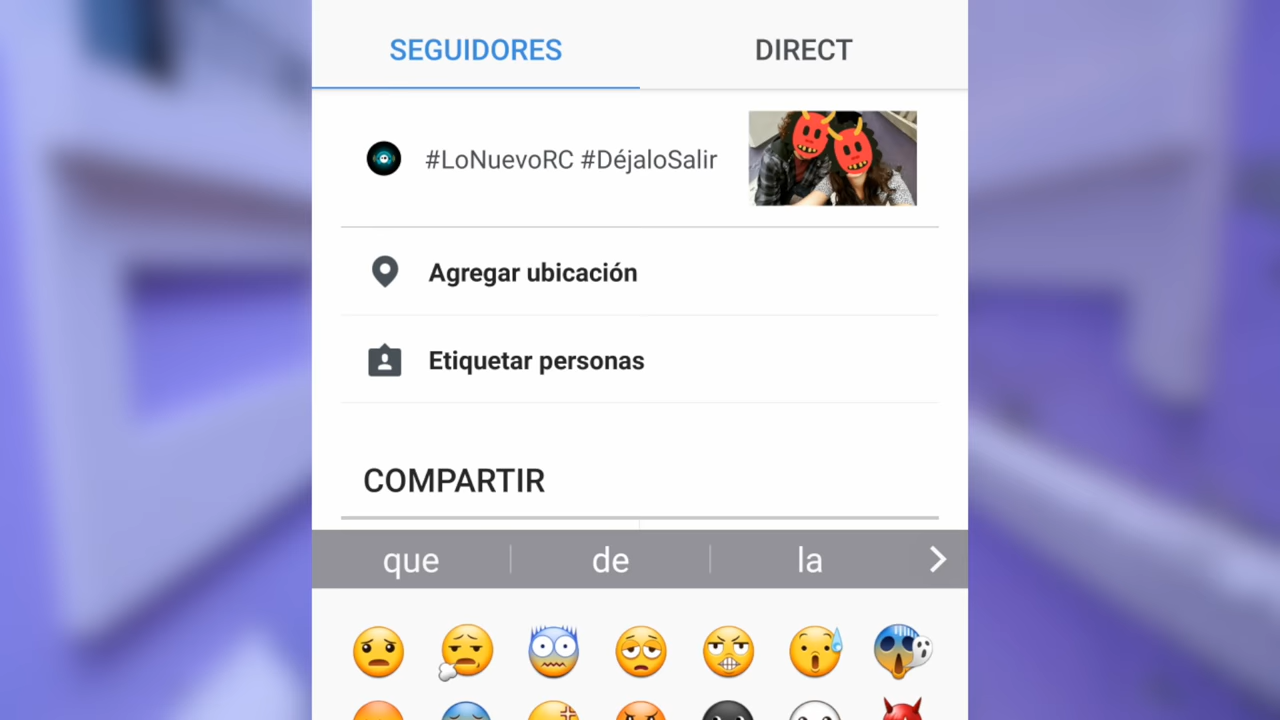 SEGUIDORES DIRECT
#LoNuevoRC #DéjaloSalir
Agregar ubicación
Etiquetar personas
COMPARTIR
que de la